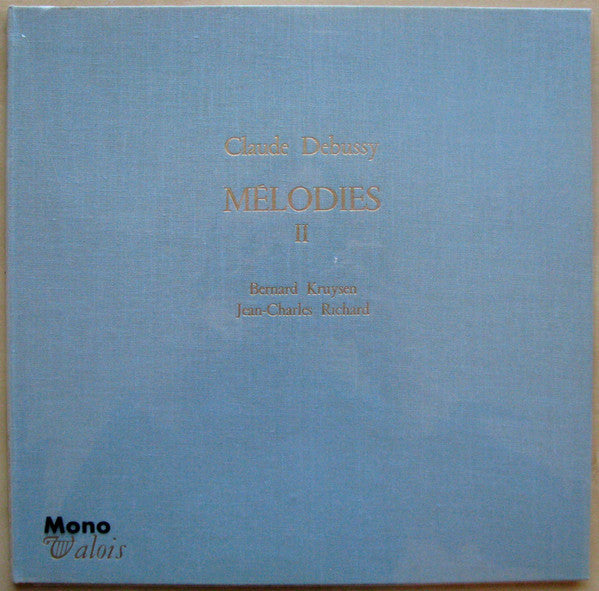 Claude Debussy
MÉLODIES
II
Bernard Kruysen
Jean-Charles Richard
Mono
Valois